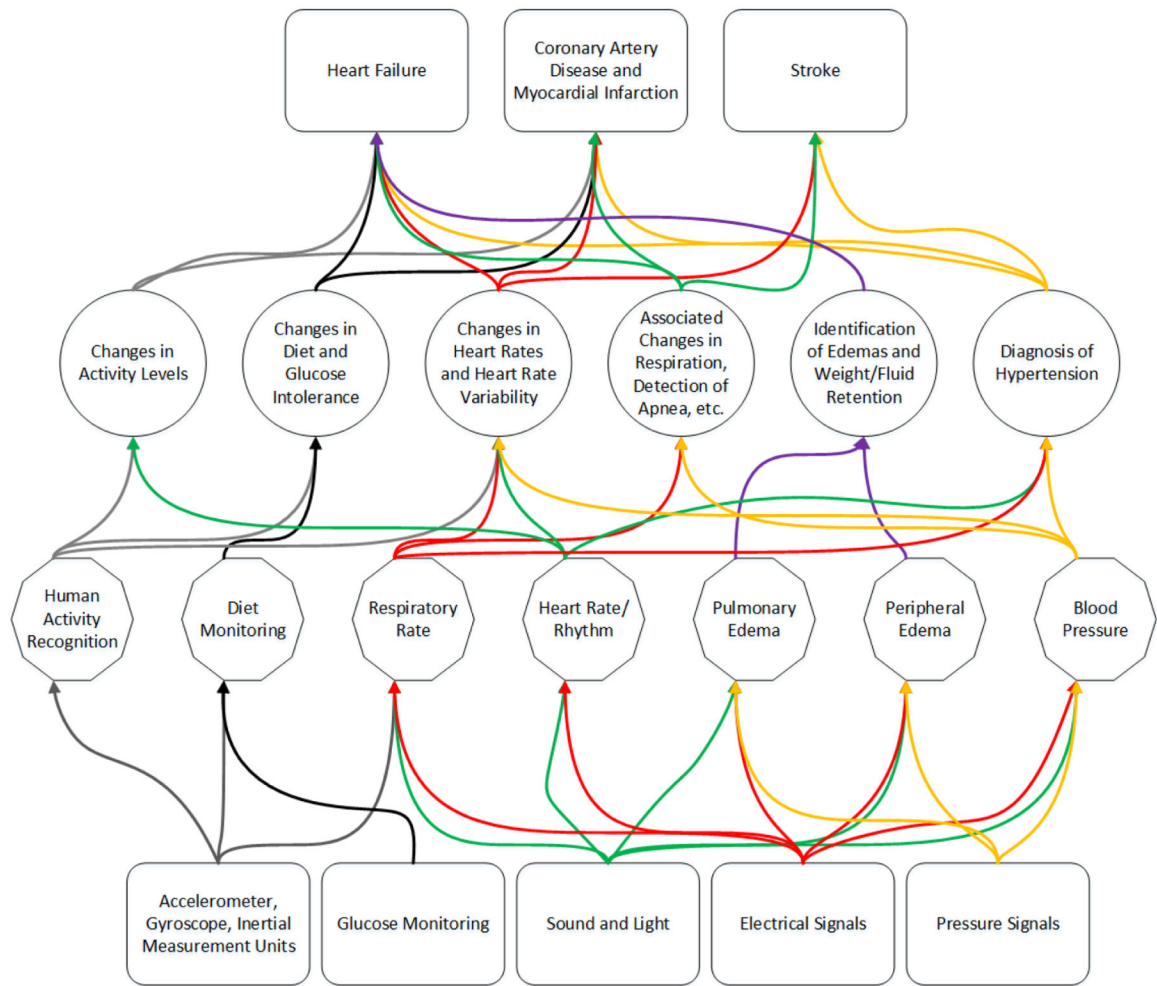 Heart Failure
Coronary Artery
Disease and
Myocardial Infarction
Stroke
Changes in
Activity Levels
Changes in
Diet and
Glucose
Intolerance
Changes in
Heart Rates
and Heart Rate
Variability
Associated
Changes in
Respiration,
Detection of
Apnea, etc.
Identification
of Edemas and
Weight/Fluid
Retention
Diagnosis of
Hypertension
Human
Activity
Recognition
Diet
Monitoring
Respiratory
Rate
Heart Rate/
Rhythm
Pulmonary
Edema
Peripheral
Edema
Blood
Pressure
Accelerometer,
Gyroscope, Inertial
Measurement Units
Glucose Monitoring
Sound and Light
Electrical Signals
Pressure Signals